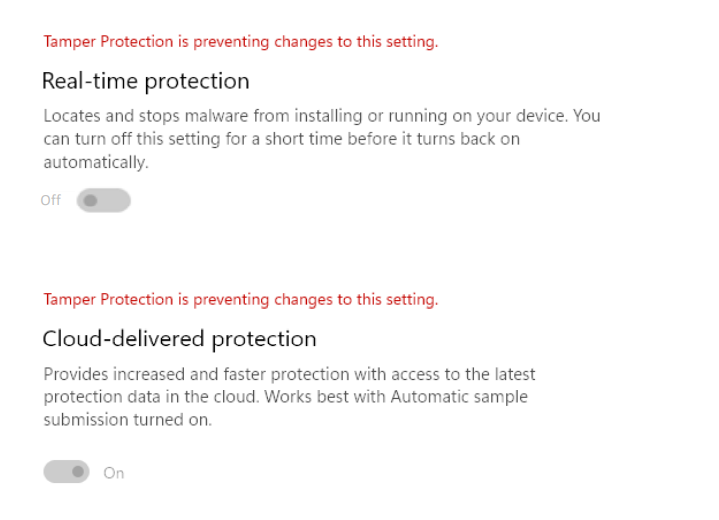 Tamper Protection is preventing changes to this setting.
Real-time protection
Locates and stops malware from installing or running on your device. You
can turn off this setting for a short time before it turns back on
automatically.
Off
Tamper Protection is preventing changes to this setting.
Cloud-delivered protection
Provides increased and faster protection with access to the latest
protection data in the cloud. Works best with Automatic sample
submission turned on.
On